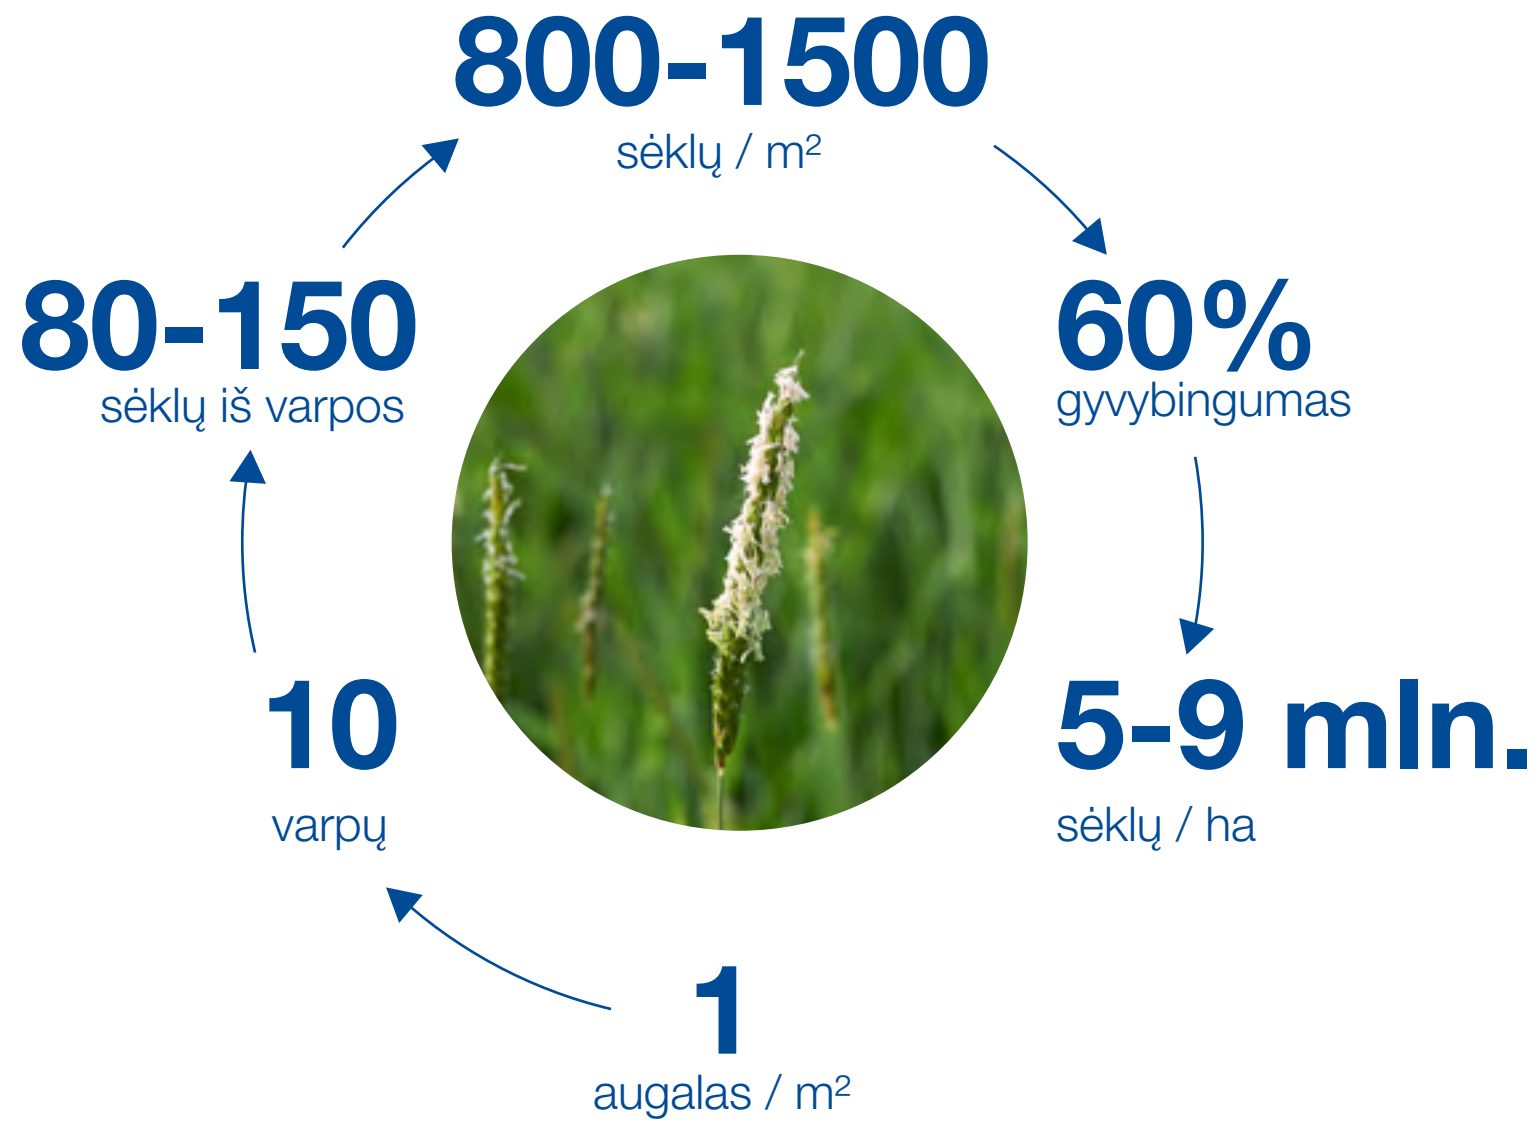 800-1500
sėklų / m²
80-150
sėklų iš varpos
60%
gyvybingumas
10
varpų
5-9 mln.
sėklų / ha
1
augalas / m²